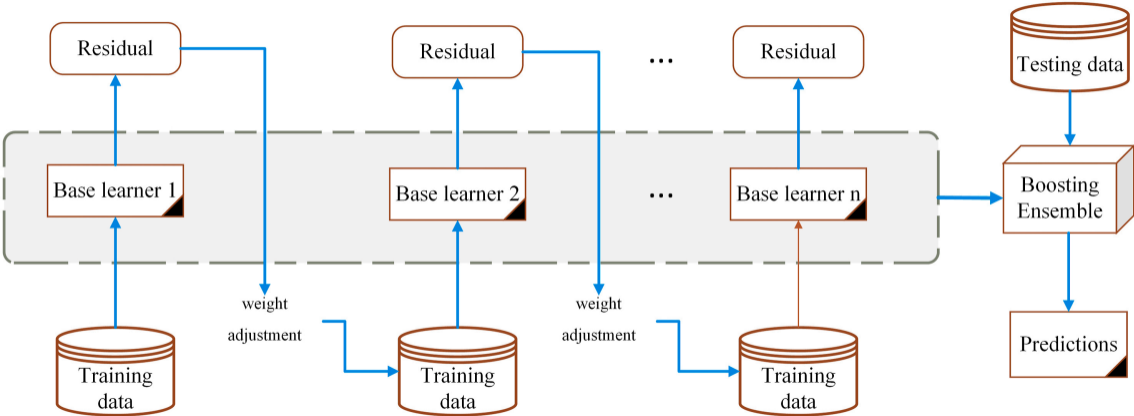 Residual
Residual
...
Residual
Testing data
Base learner 1
Base learner 2
...
Base learner n
Boosting
Ensemble
weight
adjustment
weight
adjustment
Training
data
Training
data
Training
data
Predictions